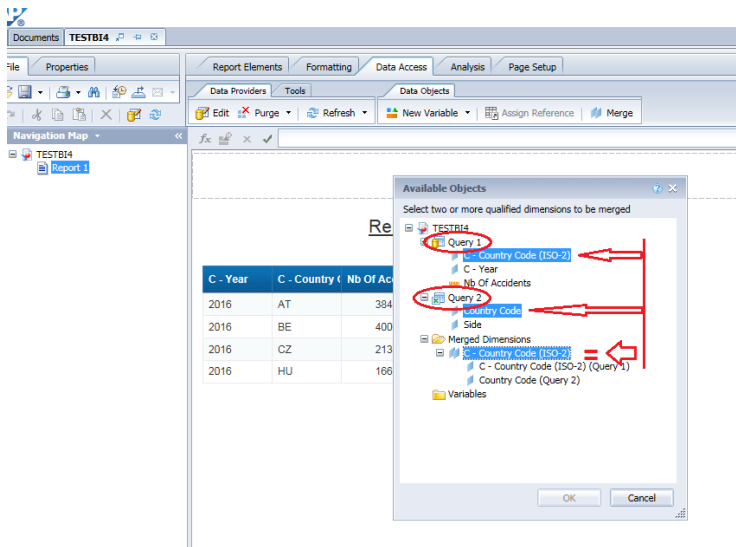 Documents TESTBI4
File Properties Report Elements Formatting Data Access Analysis Page Setup
Data Providers Tools Data Objects
Edit Purge Refresh New Variable Assign Reference Merge
Navigation Map «
TESTBI4
Report 1
Available Objects
Select two or more qualified dimensions to be merged
TESTBI4
Query 1
C - Country Code (ISO-2)
C - Year
Nb Of Accidents
Query 2
Country Code
Side
Merged Dimensions
C - Country Code (ISO-2) =
C - Country Code (ISO-2) (Query 1)
Country Code (Query 2)
Variables
OK Cancel
Re
C - Year C - Country ( Nb Of Ac
2016 AT 384
2016 BE 400
2016 CZ 213
2016 HU 166